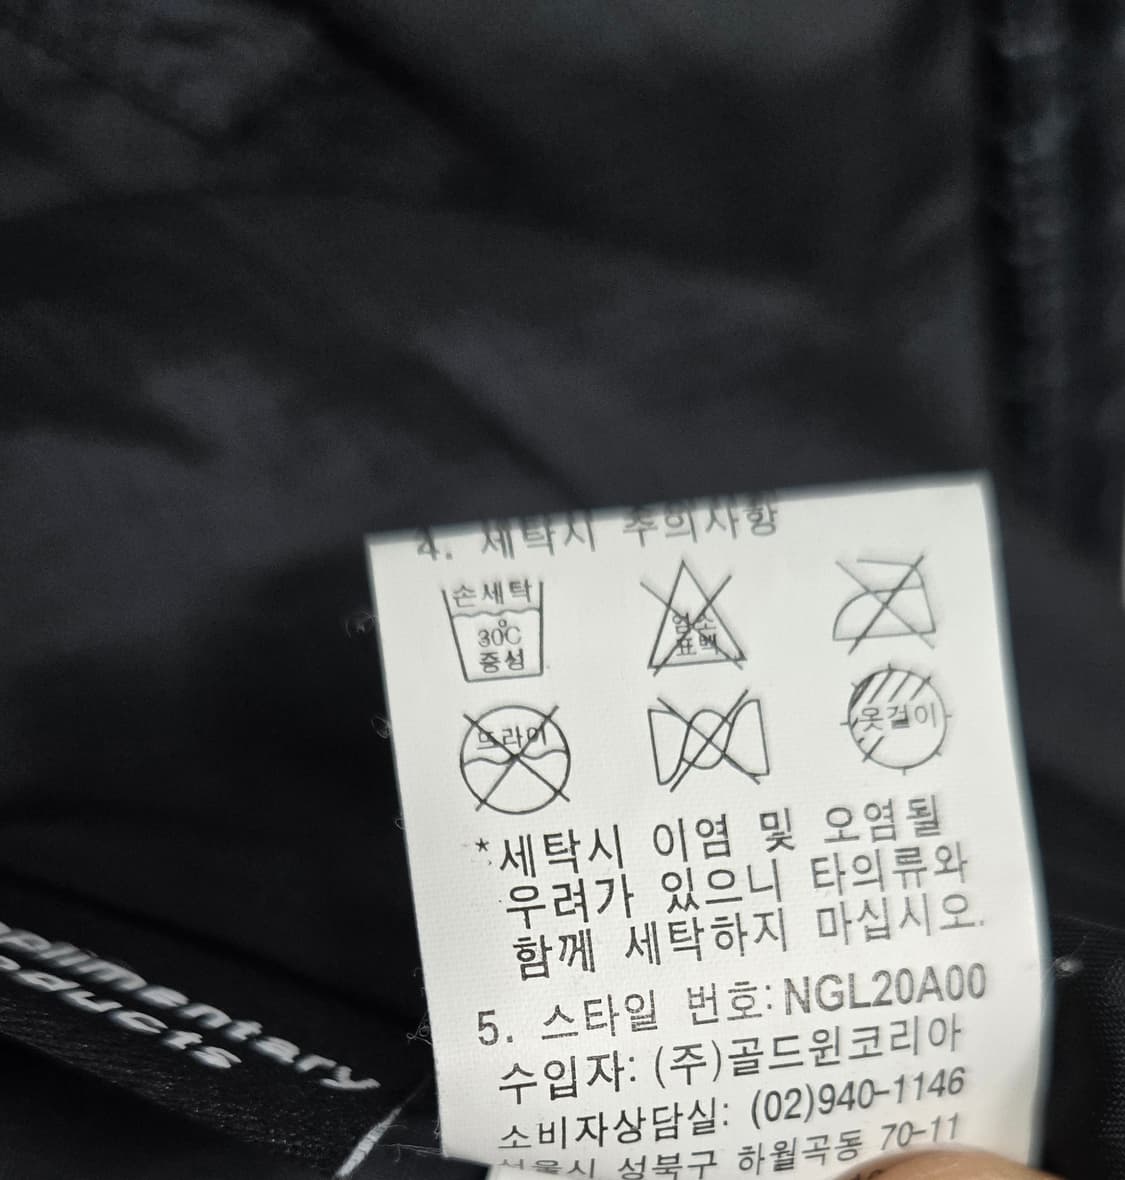 4. 세탁시 주의사항
손세탁
30℃
중성
염소
표백
드라이
옷걸이
*세탁시 이염 및 오염될
우려가 있으니 타의류와
함께 세탁하지 마십시오.
5. 스타일 번호:NGL20A00
수입자: (주)골드윈코리아
소비자상담실: (02)940-1146
서울시 성북구 하월곡동 70-11
plimentary
oducts